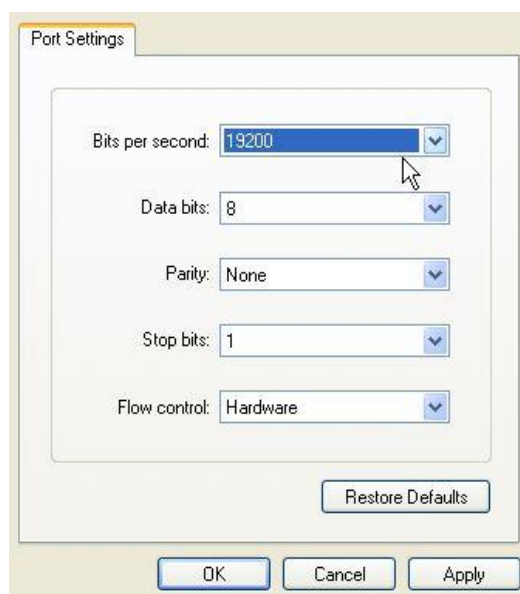 Port Settings
Bits per second: 19200
Data bits: 8
Parity: None
Stop bits: 1
Flow control: Hardware
Restore Defaults
OK Cancel Apply